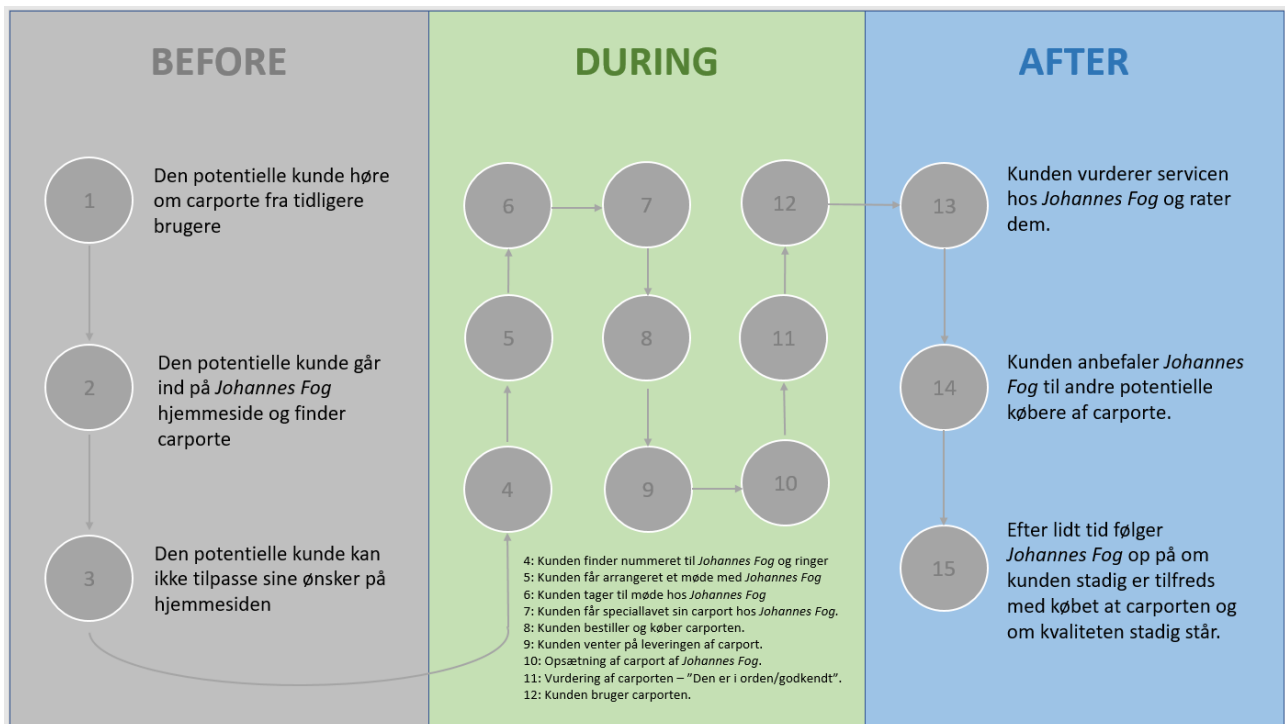 BEFORE
1
Den potentielle kunde høre
om carporte fra tidligere
brugere
2
Den potentielle kunde går
ind på Johannes Fog
hjemmeside og finder
carporte
3
Den potentielle kunde kan
ikke tilpasse sine ønsker på
hjemmesiden
DURING
6
7
12
5
8
11
4
9
10
4: Kunden finder nummeret til Johannes Fog og ringer
5: Kunden får arrangeret et møde med Johannes Fog
6: Kunden tager til møde hos Johannes Fog
7: Kunden får speciallavet sin carport hos Johannes Fog.
8: Kunden bestiller og køber carporten.
9: Kunden venter på leveringen af carport.
10: Opsætning af carport af Johannes Fog.
11: Vurdering af carporten – ”Den er i orden/godkendt”.
12: Kunden bruger carporten.
AFTER
13
Kunden vurderer servicen
hos Johannes Fog og rater
dem.
14
Kunden anbefaler Johannes
Fog til andre potentielle
købere af carporte.
15
Efter lidt tid følger
Johannes Fog op på om
kunden stadig er tilfreds
med købet at carporten og
om kvaliteten stadig står.